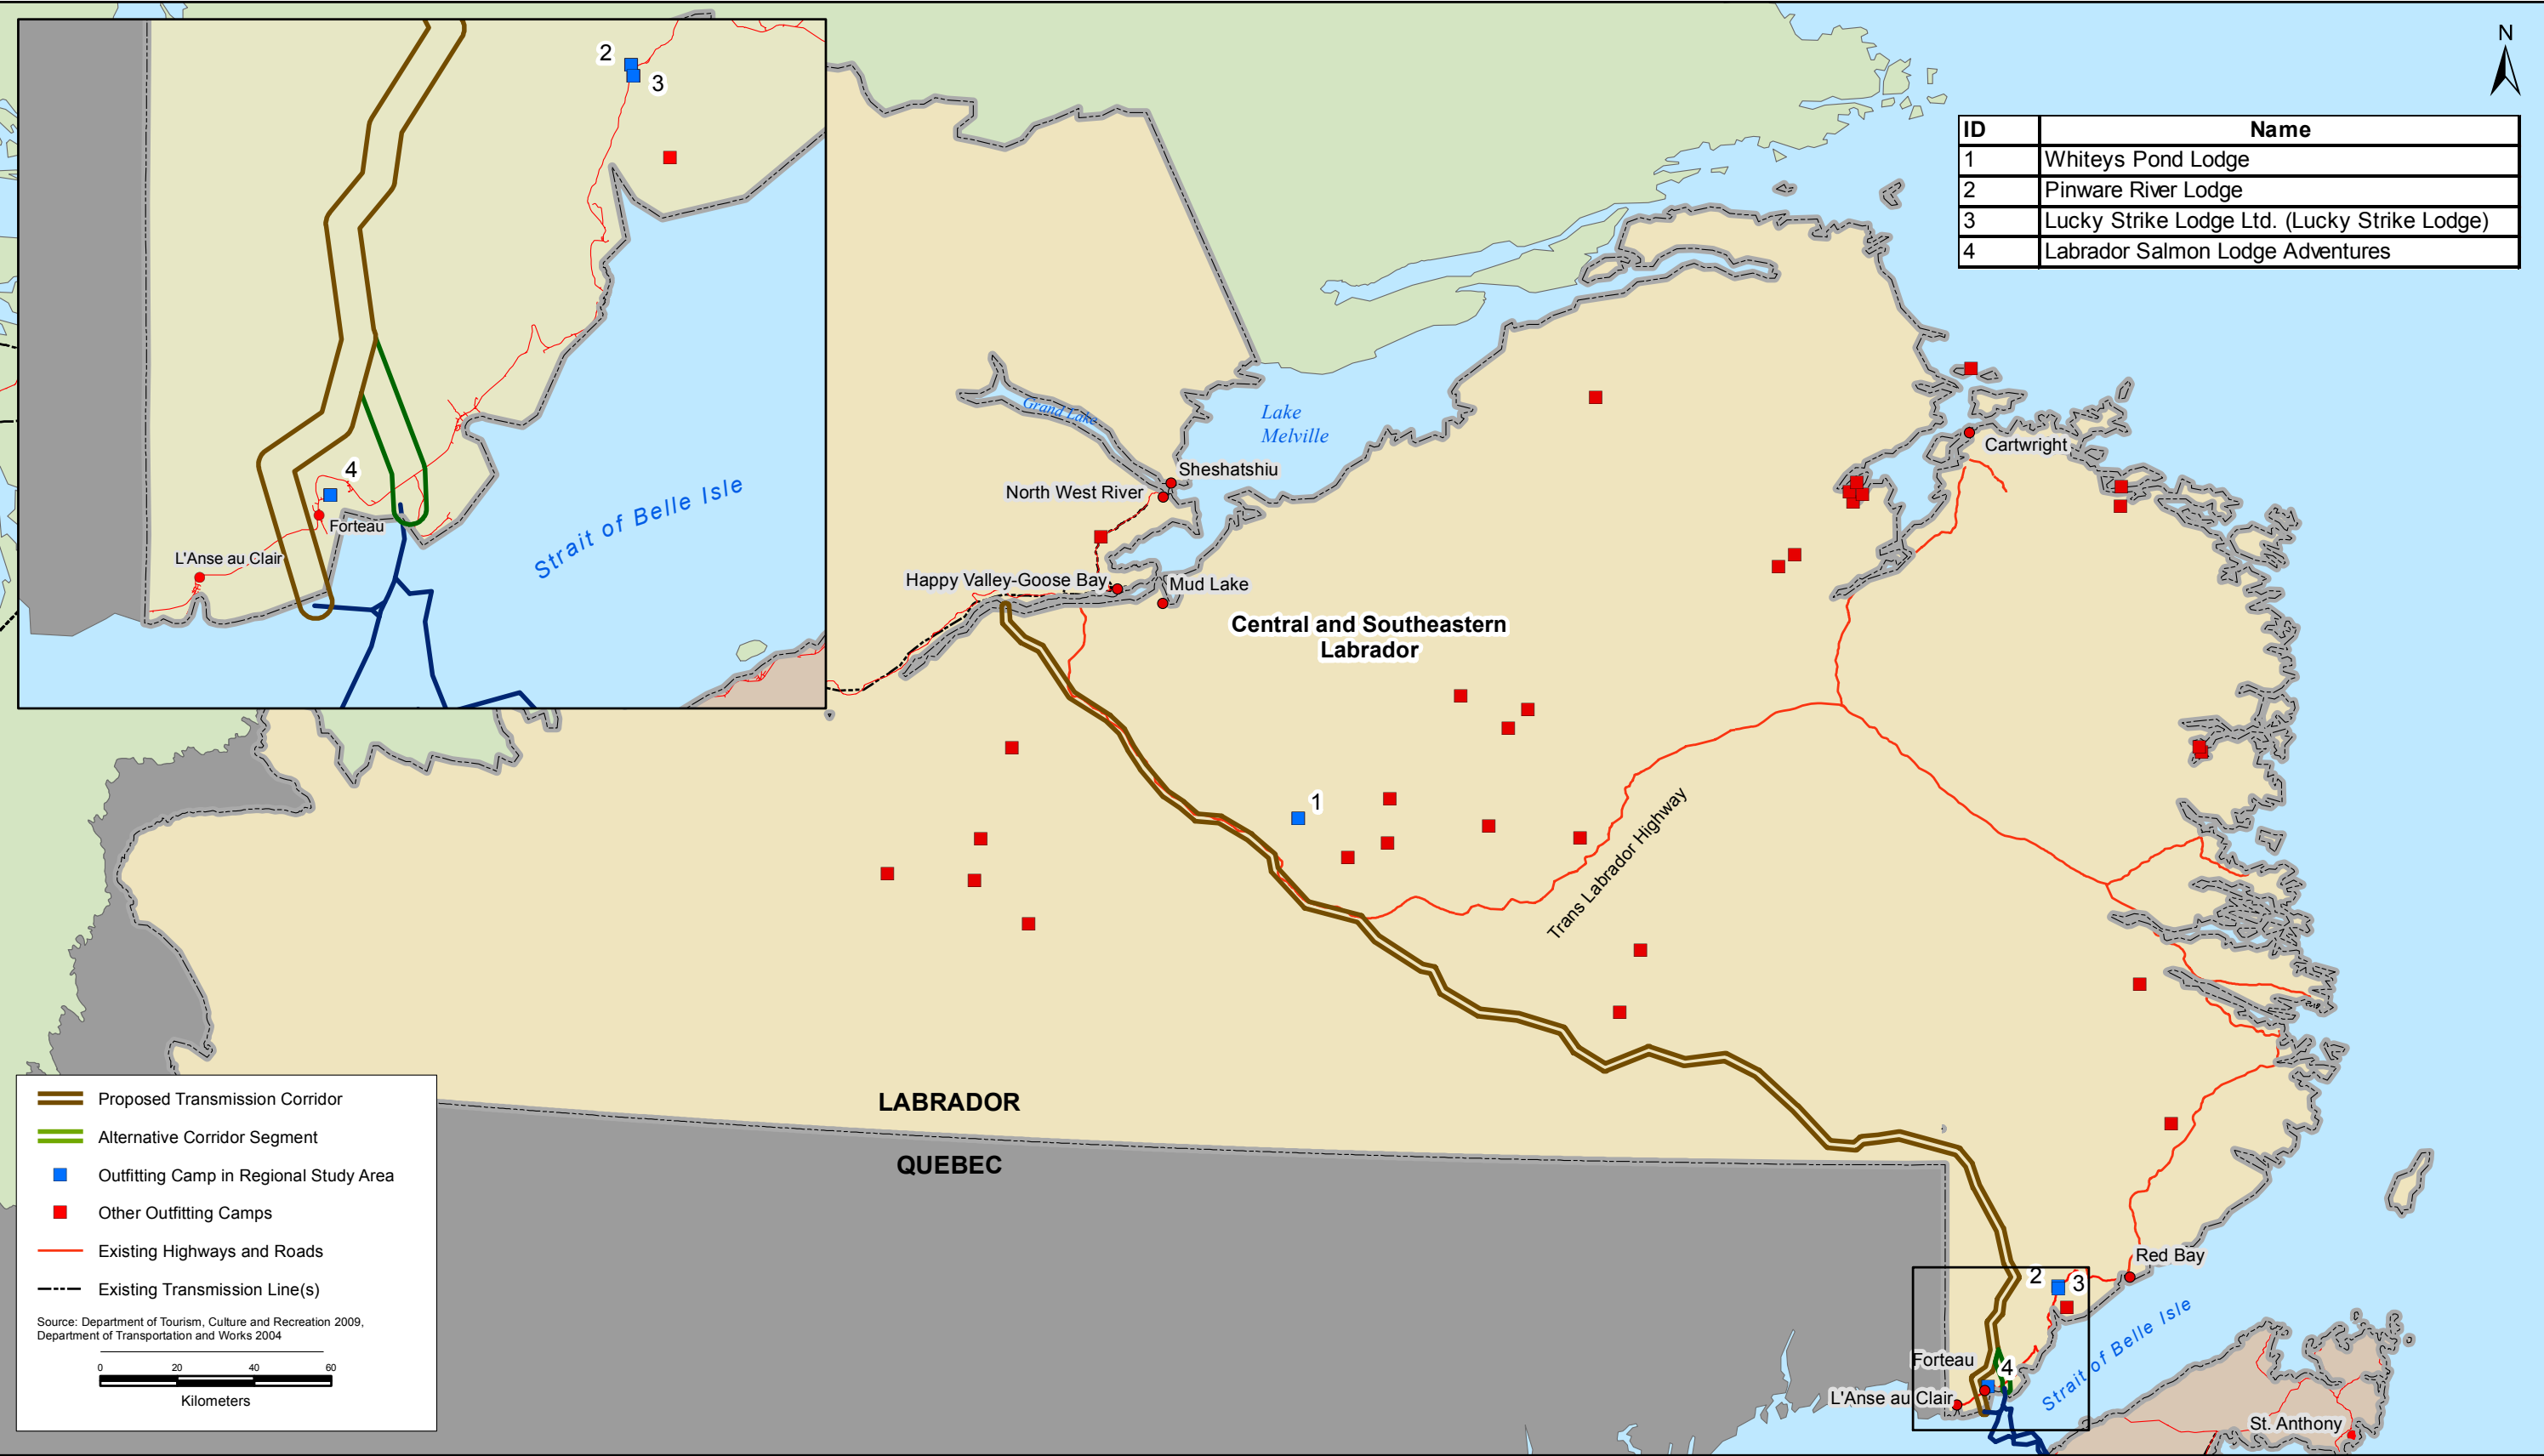 N
ID Name
1 Whiteys Pond Lodge
2 Pinware River Lodge
3 Lucky Strike Lodge Ltd. (Lucky Strike Lodge)
4 Labrador Salmon Lodge Adventures
2
3
4
Forteau
L'Anse au Clair
Strait of Belle Isle
Grand Lake
Lake
Melville
Sheshatshiu
North West River
Happy Valley-Goose Bay
Mud Lake
Cartwright
Central and Southeastern
Labrador
1
Trans Labrador Highway
LABRADOR
QUEBEC
Red Bay
2
3
Strait of Belle Isle
Forteau
4
L'Anse au Clair
St. Anthony
Proposed Transmission Corridor
Alternative Corridor Segment
Outfitting Camp in Regional Study Area
Other Outfitting Camps
Existing Highways and Roads
Existing Transmission Line(s)
Source: Department of Tourism, Culture and Recreation 2009,
Department of Transportation and Works 2004
0 20 40 60
Kilometers